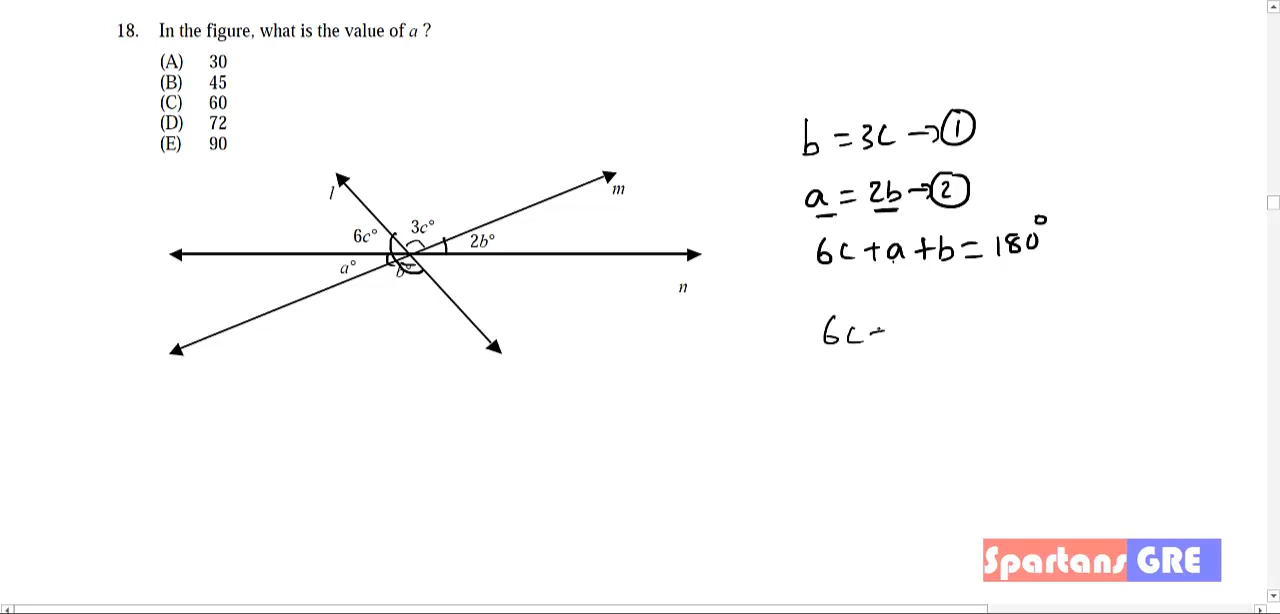 18. In the figure, what is the value of a ?
(A) 30
(B) 45
(C) 60
(D) 72
(E) 90
b = 3c → ①
a = 2b → ②
6c + a + b = 180°
6c -
l
m
3c°
6c°
2b°
a°
b°
n
Spartans GRE